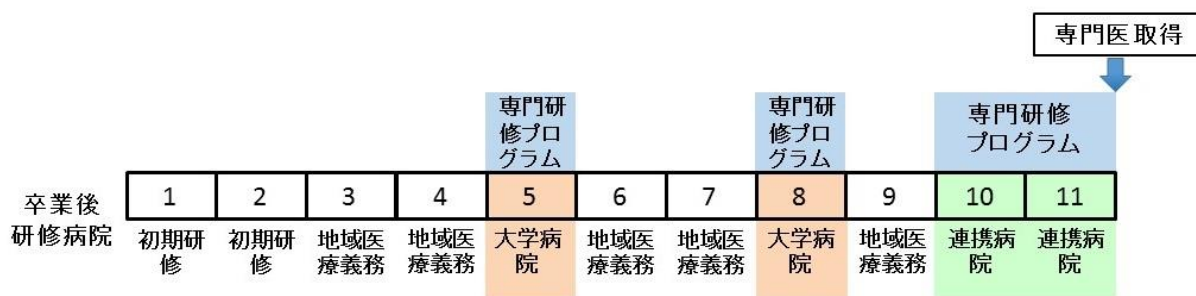 専門医取得
専門研
修プロ
グラム
専門研
修プロ
グラム
専門研修
プログラム
卒業後
研修病院
1 2 3 4 5 6 7 8 9 10 11
初期研
修
初期研
修
地域医
療義務
地域医
療義務
大学病
院
地域医
療義務
地域医
療義務
大学病
院
地域医
療義務
連携病
院
連携病
院